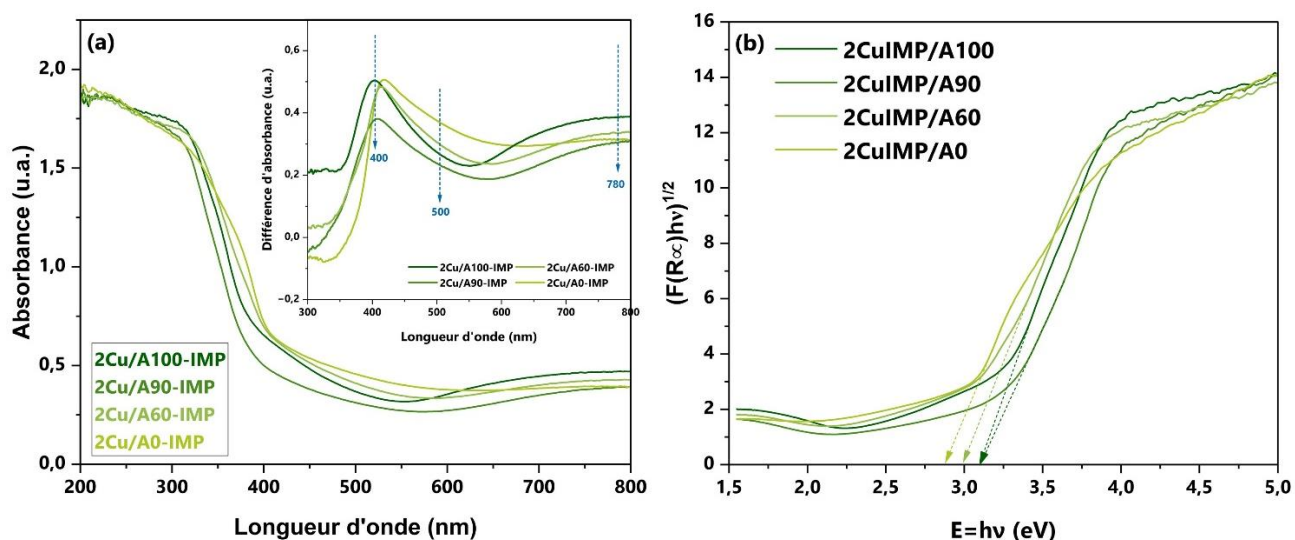 (a)
Absorbance (u.a.)
2,0
1,5
1,0
0,5
0,0
200 300 400 500 600 700 800
Longueur d'onde (nm)
2Cu/A100-IMP
2Cu/A90-IMP
2Cu/A60-IMP
2Cu/A0-IMP
Différence d'absorbance (u.a.)
0,6
0,4
0,2
0,0
−0,2
400
500
780
2Cu/A100-IMP 2Cu/A60-IMP
2Cu/A90-IMP 2Cu/A0-IMP
300 400 500 600 700 800
Longueur d'onde (nm)
(b)
(F(R∝)hν)1/2
16
14
12
10
8
6
4
2
0
2CuIMP/A100
2CuIMP/A90
2CuIMP/A60
2CuIMP/A0
1,5 2,0 2,5 3,0 3,5 4,0 4,5 5,0
E=hν (eV)